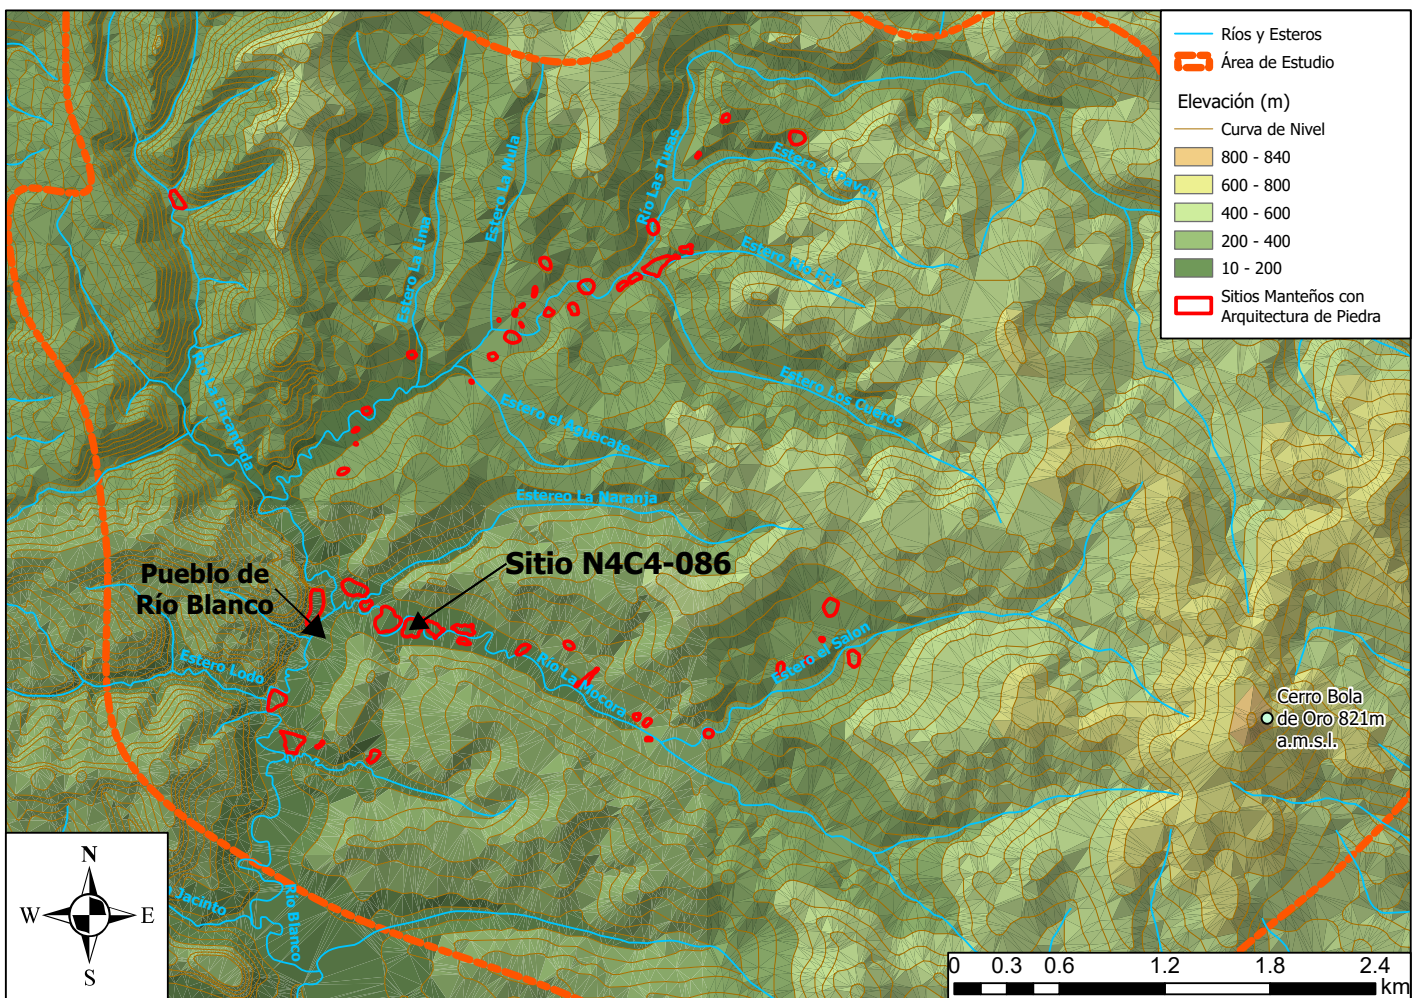 Ríos y Esteros
Área de Estudio
Elevación (m)
Curva de Nivel
800 - 840
600 - 800
400 - 600
200 - 400
10 - 200
Sitios Manteños con
Arquitectura de Piedra
Estero La Mula
Estero La Lima
Río Las Tusas
Estero el Pavon
Estero Río Frío
Estero Los Cueros
Río La Encantada
Estero el Aguacate
Estereo La Naranja
Sitio N4C4-086
Pueblo de
Río Blanco
Estero Lodo
Río La Mocora
Estero el Salon
Cerro Bola
de Oro 821m
a.m.s.l.
Jacinto
Río Blanco
N
W
E
S
0 0.3 0.6 1.2 1.8 2.4
km